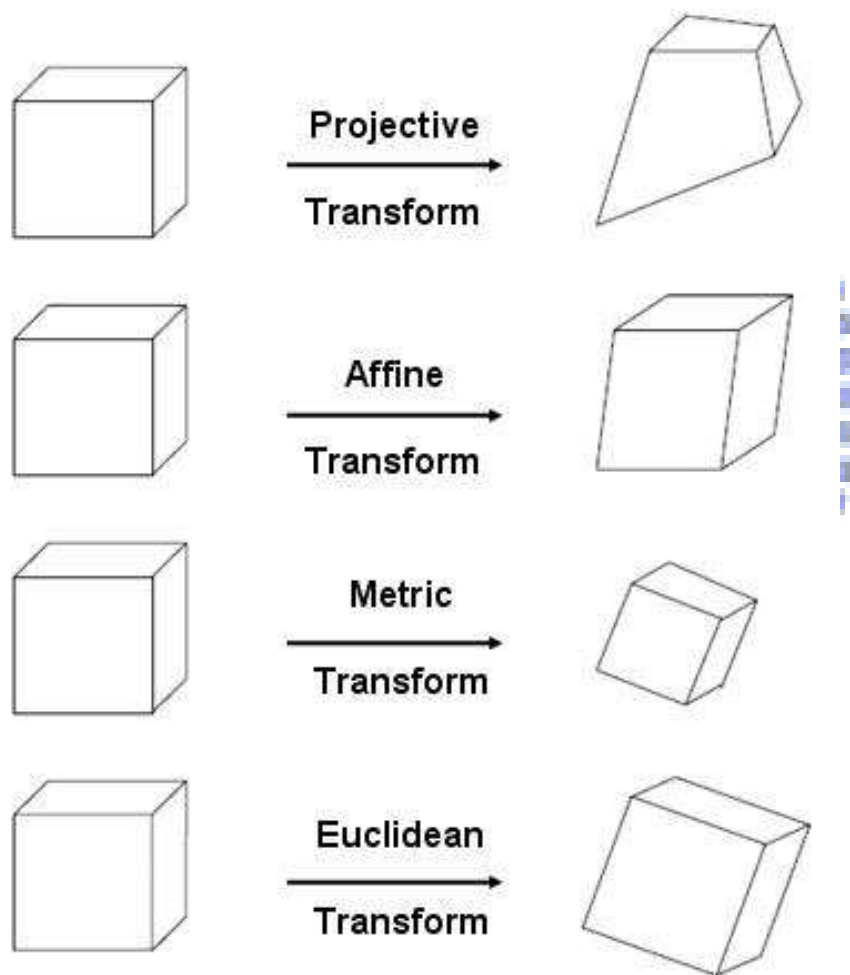 Projective
Transform
Affine
Transform
Metric
Transform
Euclidean
Transform